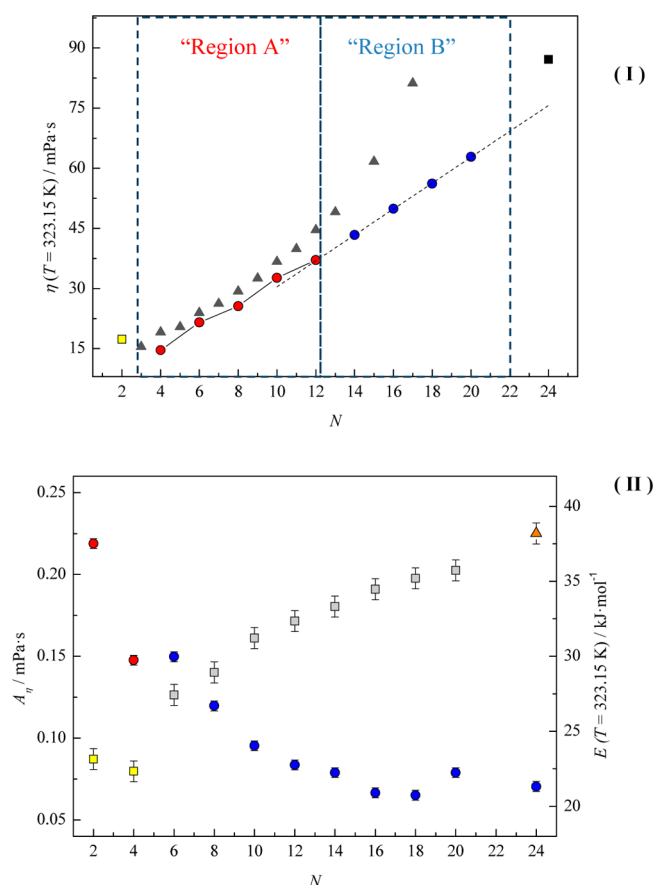 “Region A” “Region B”
( I )
90
75
60
45
30
15
η (T = 323.15 K) / mPa·s
2 4 6 8 10 12 14 16 18 20 22 24
N
( II )
0.25
0.20
0.15
0.10
0.05
Aη / mPa·s
40
35
30
25
20
E (T = 323.15 K) / kJ·mol⁻¹
2 4 6 8 10 12 14 16 18 20 24
N